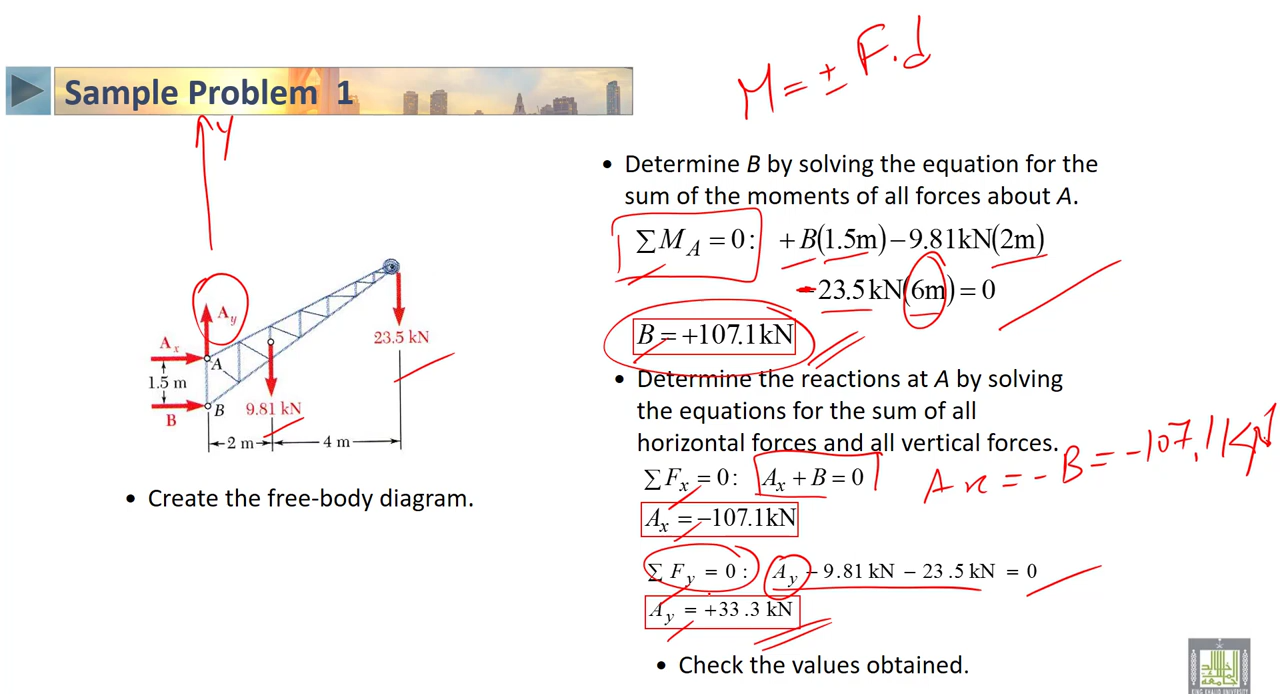 Sample Problem 1
M = ± F.d
y
• Determine B by solving the equation for the
sum of the moments of all forces about A.
∑M_A = 0: +B(1.5m) − 9.81kN(2m)
−23.5kN(6m) = 0
B = +107.1kN
A_y
A_x
A
23.5 kN
1.5 m
B
B
9.81 kN
2 m
4 m
• Create the free-body diagram.
• Determine the reactions at A by solving
the equations for the sum of all
horizontal forces and all vertical forces.
∑F_x = 0: A_x + B = 0
Ax = -B = -107.1KN
A_x = −107.1kN
∑F_y = 0: A_y − 9.81 kN − 23.5 kN = 0
A_y = +33.3 kN
• Check the values obtained.